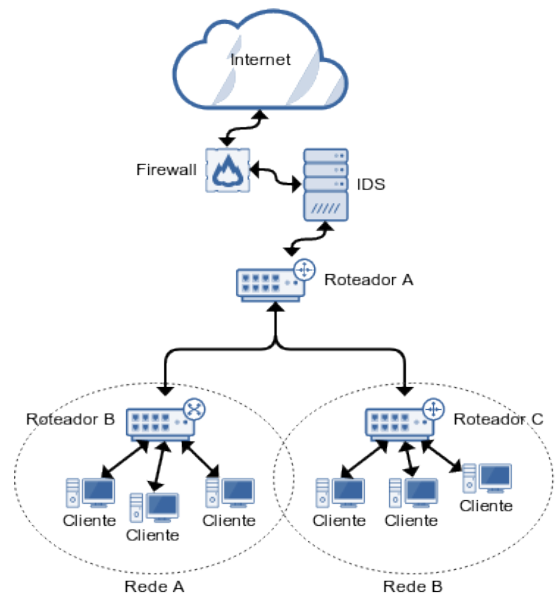 Internet
Firewall
IDS
Roteador A
Roteador B
Roteador C
Cliente
Cliente
Cliente
Cliente
Cliente
Cliente
Rede A
Rede B